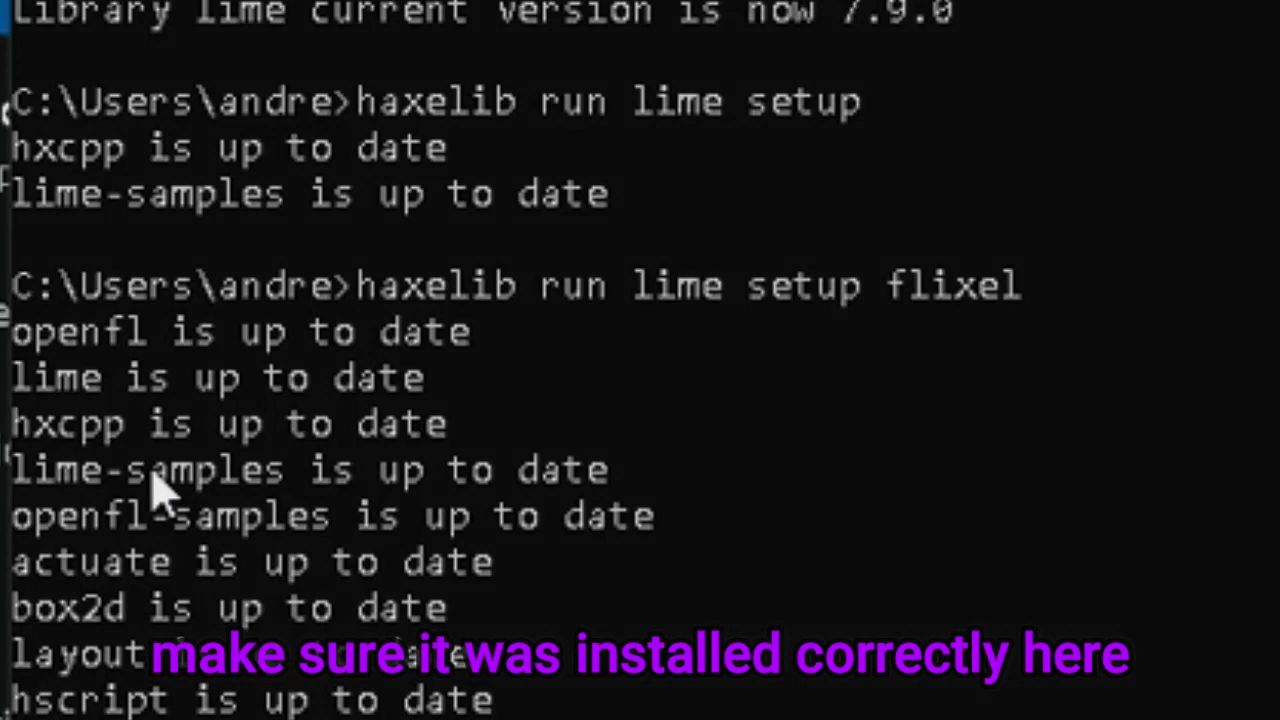 Library lime current version is now 7.9.0
C:\Users\andre>haxelib run lime setup
hxcpp is up to date
lime-samples is up to date
C:\Users\andre>haxelib run lime setup flixel
openfl is up to date
lime is up to date
hxcpp is up to date
lime-samples is up to date
openfl-samples is up to date
actuate is up to date
box2d is up to date
layout
make sure it was installed correctly here
hscript is up to date